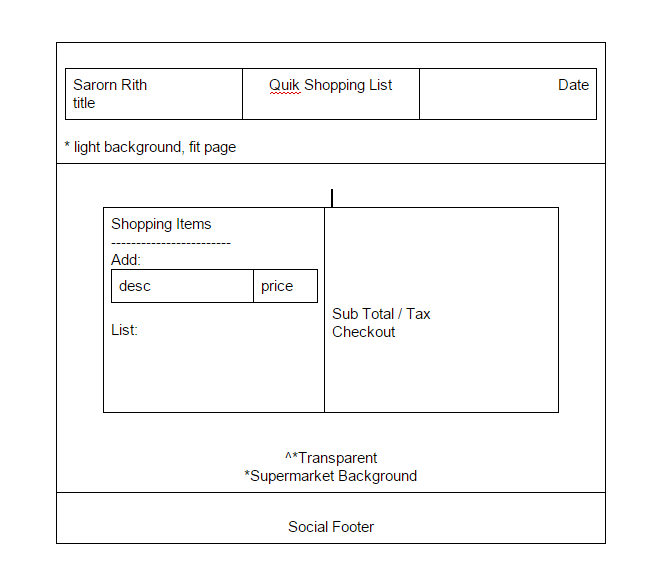 Sarorn Rith
title
Quik Shopping List
Date
* light background, fit page
Shopping Items
------------------------
Add:
desc
price
List:
Sub Total / Tax
Checkout
^*Transparent
*Supermarket Background
Social Footer